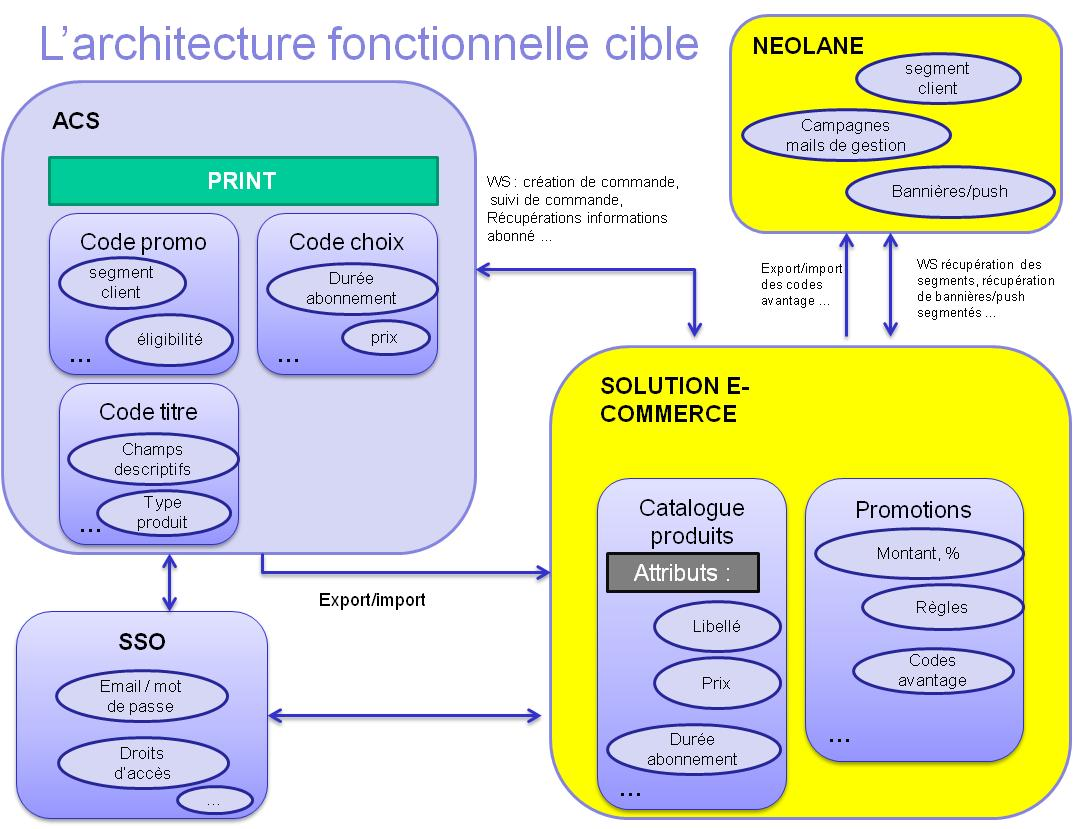 L’architecture fonctionnelle cible
NEOLANE
segment
client
Campagnes
mails de gestion
Bannières/push
ACS
PRINT
Code promo
segment
client
éligibilité
...
Code choix
Durée
abonnement
prix
...
Code titre
Champs
descriptifs
Type
produit
...
WS : création de commande,
suivi de commande,
Récupérations informations
abonné ...
Export/import
des codes
avantage ...
WS récupération des
segments, récupération
de bannières/push
segmentés ...
SOLUTION E-
COMMERCE
Catalogue
produits
Attributs :
Libellé
Prix
Durée
abonnement
...
Promotions
Montant, %
Règles
Codes
avantage
...
Export/import
SSO
Email / mot
de passe
Droits
d’accès
...